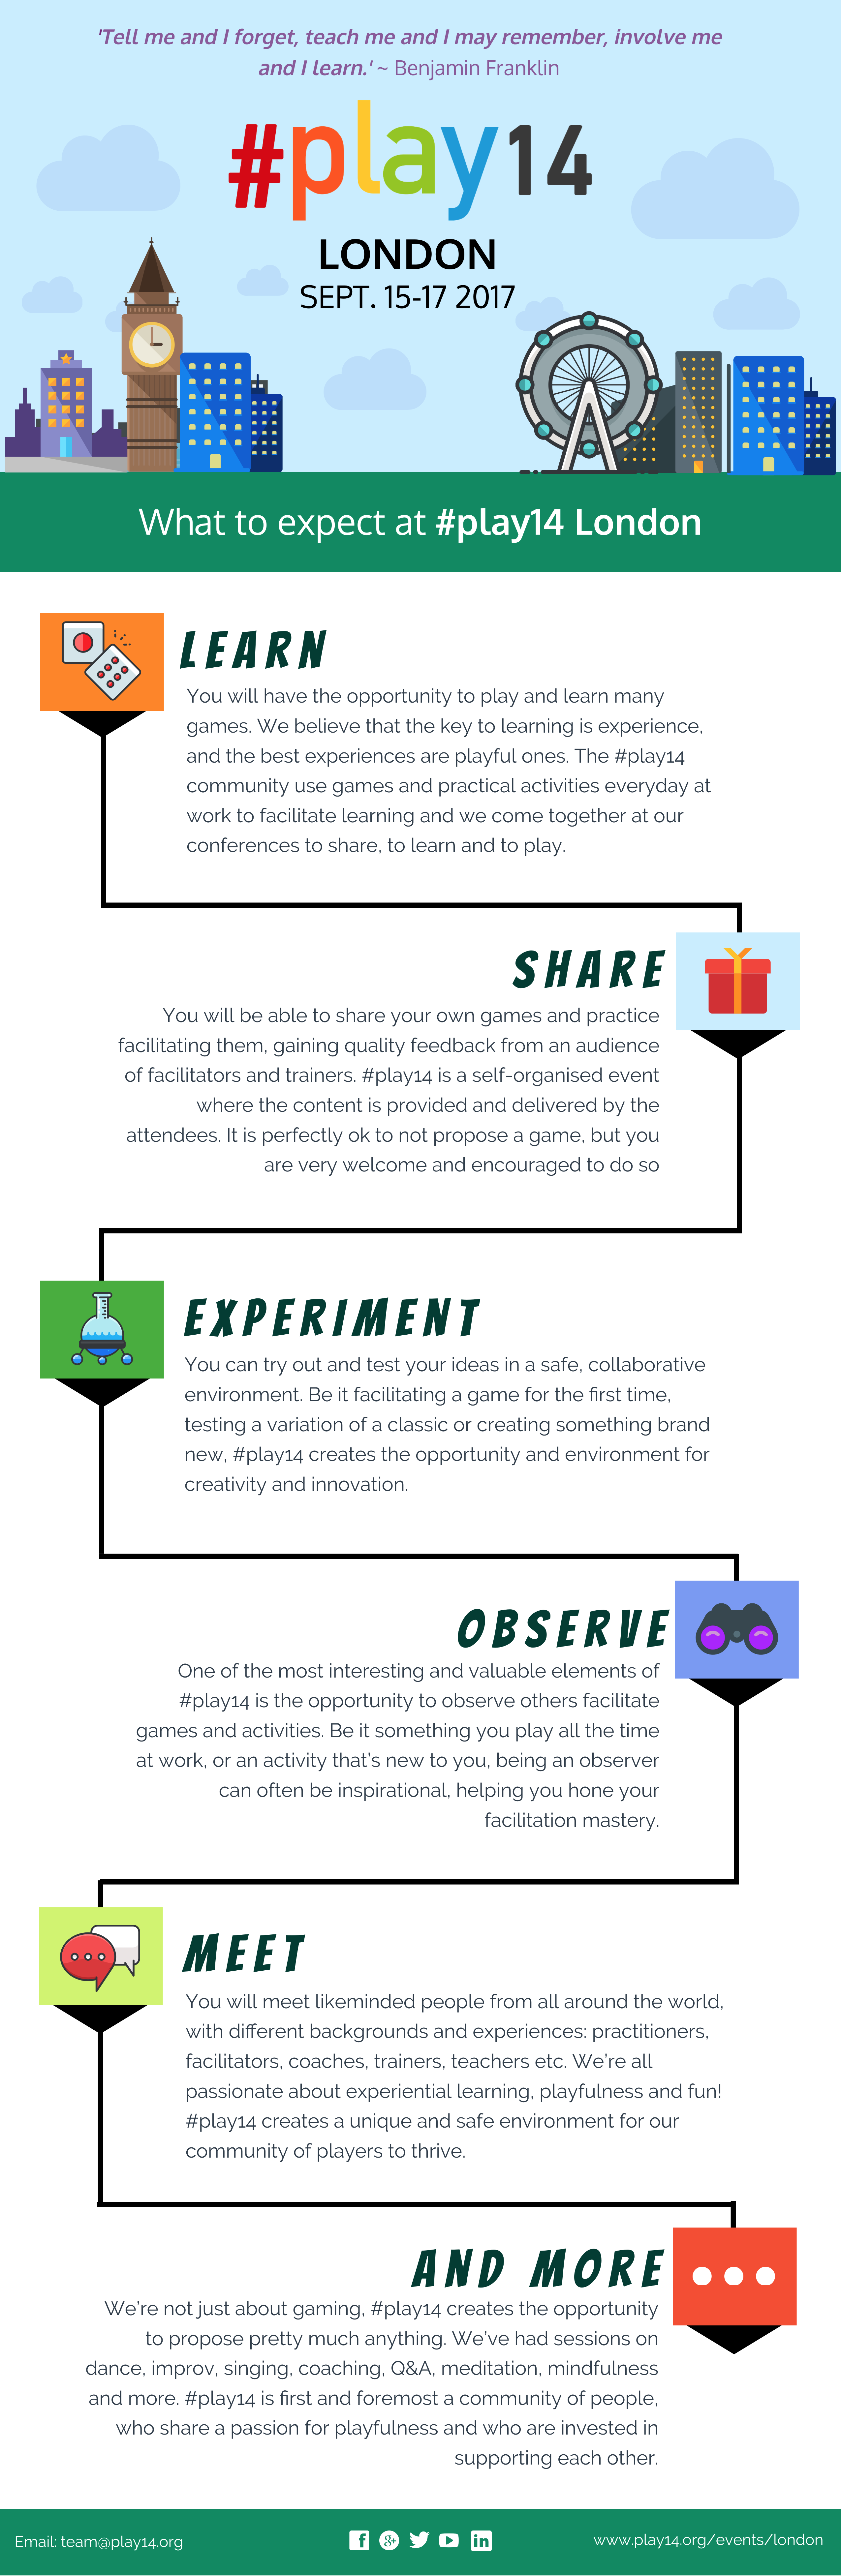 'Tell me and I forget, teach me and I may remember, involve me
and I learn.' ~ Benjamin Franklin
#play14
LONDON
SEPT. 15-17 2017
What to expect at #play14 London
LEARN
You will have the opportunity to play and learn many
games. We believe that the key to learning is experience,
and the best experiences are playful ones. The #play14
community use games and practical activities everyday at
work to facilitate learning and we come together at our
conferences to share, to learn and to play.
SHARE
You will be able to share your own games and practice
facilitating them, gaining quality feedback from an audience
of facilitators and trainers. #play14 is a self-organised event
where the content is provided and delivered by the
attendees. It is perfectly ok to not propose a game, but you
are very welcome and encouraged to do so
EXPERIMENT
You can try out and test your ideas in a safe, collaborative
environment. Be it facilitating a game for the first time,
testing a variation of a classic or creating something brand
new, #play14 creates the opportunity and environment for
creativity and innovation.
OBSERVE
One of the most interesting and valuable elements of
#play14 is the opportunity to observe others facilitate
games and activities. Be it something you play all the time
at work, or an activity that's new to you, being an observer
can often be inspirational, helping you hone your
facilitation mastery.
MEET
You will meet likeminded people from all around the world,
with different backgrounds and experiences: practitioners,
facilitators, coaches, trainers, teachers etc. We're all
passionate about experiential learning, playfulness and fun!
#play14 creates a unique and safe environment for our
community of players to thrive.
AND MORE
We're not just about gaming, #play14 creates the opportunity
to propose pretty much anything. We've had sessions on
dance, improv, singing, coaching, Q&A, meditation, mindfulness
and more. #play14 is first and foremost a community of people,
who share a passion for playfulness and who are invested in
supporting each other.
Email: team@play14.org
www.play14.org/events/london